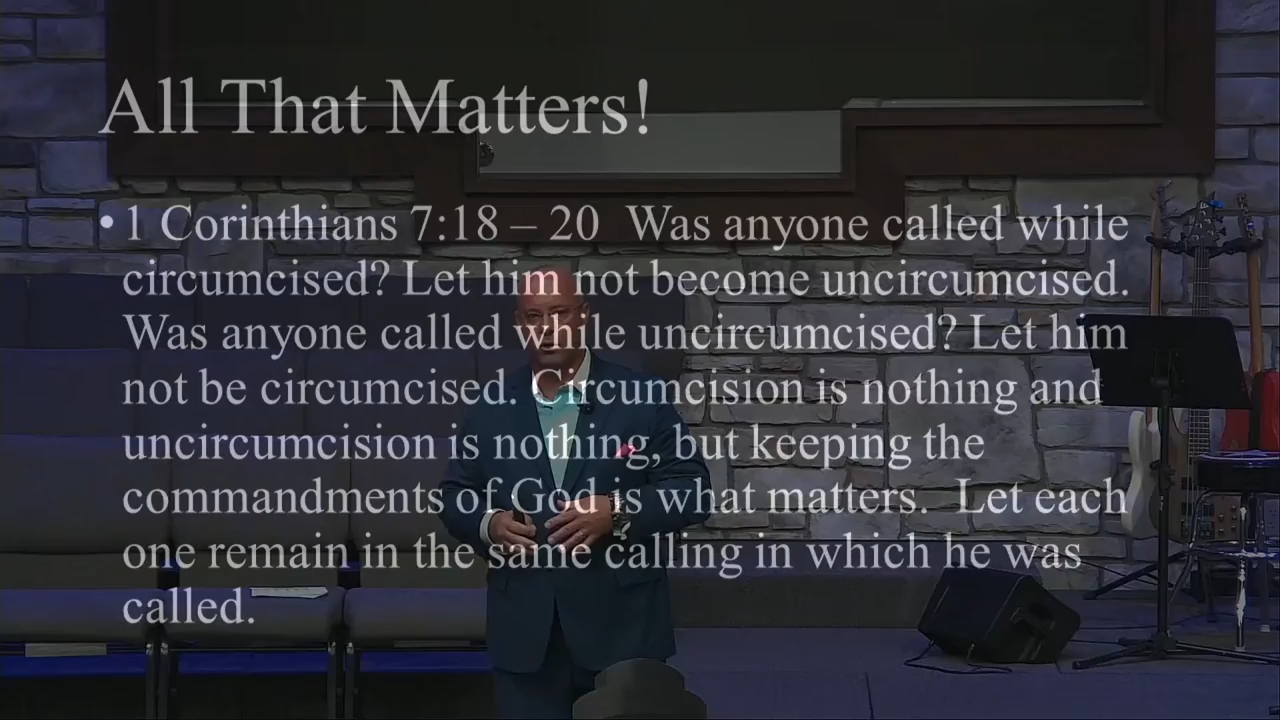 All That Matters!
• 1 Corinthians 7:18 – 20  Was anyone called while
circumcised? Let him not become uncircumcised.
Was anyone called while uncircumcised? Let him
not be circumcised. Circumcision is nothing and
uncircumcision is nothing, but keeping the
commandments of God is what matters.  Let each
one remain in the same calling in which he was
called.